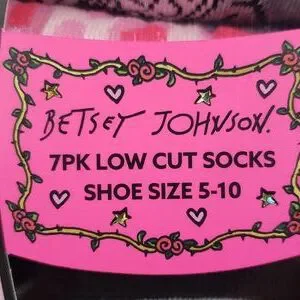 BETSEY JOHNSON.
7PK LOW CUT SOCKS
SHOE SIZE 5-10